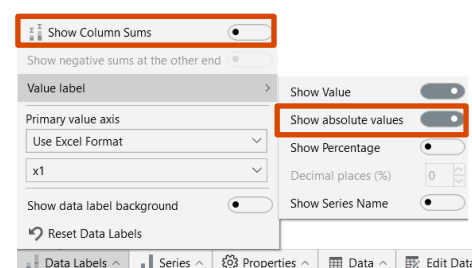 Show Column Sums
Show negative sums at the other end
Value label >
Primary value axis
Use Excel Format
x1
Show data label background
Reset Data Labels
Show Value
Show absolute values
Show Percentage
Decimal places (%) 0
Show Series Name
Data Labels Series Properties Data Edit Data